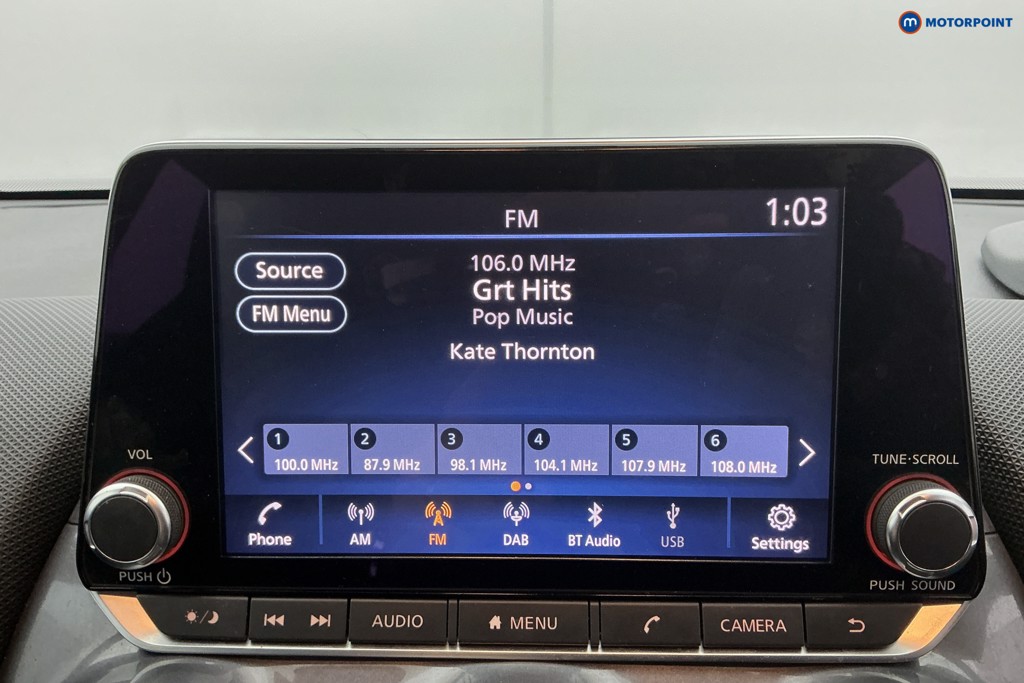 m MOTORPOINT
FM
1:03
Source
FM Menu
106.0 MHz
Grt Hits
Pop Music
Kate Thornton
1 2 3 4 5 6
100.0 MHz 87.9 MHz 98.1 MHz 104.1 MHz 107.9 MHz 108.0 MHz
Phone AM FM DAB BT Audio USB Settings
VOL
PUSH
TUNE·SCROLL
PUSH SOUND
AUDIO MENU CAMERA